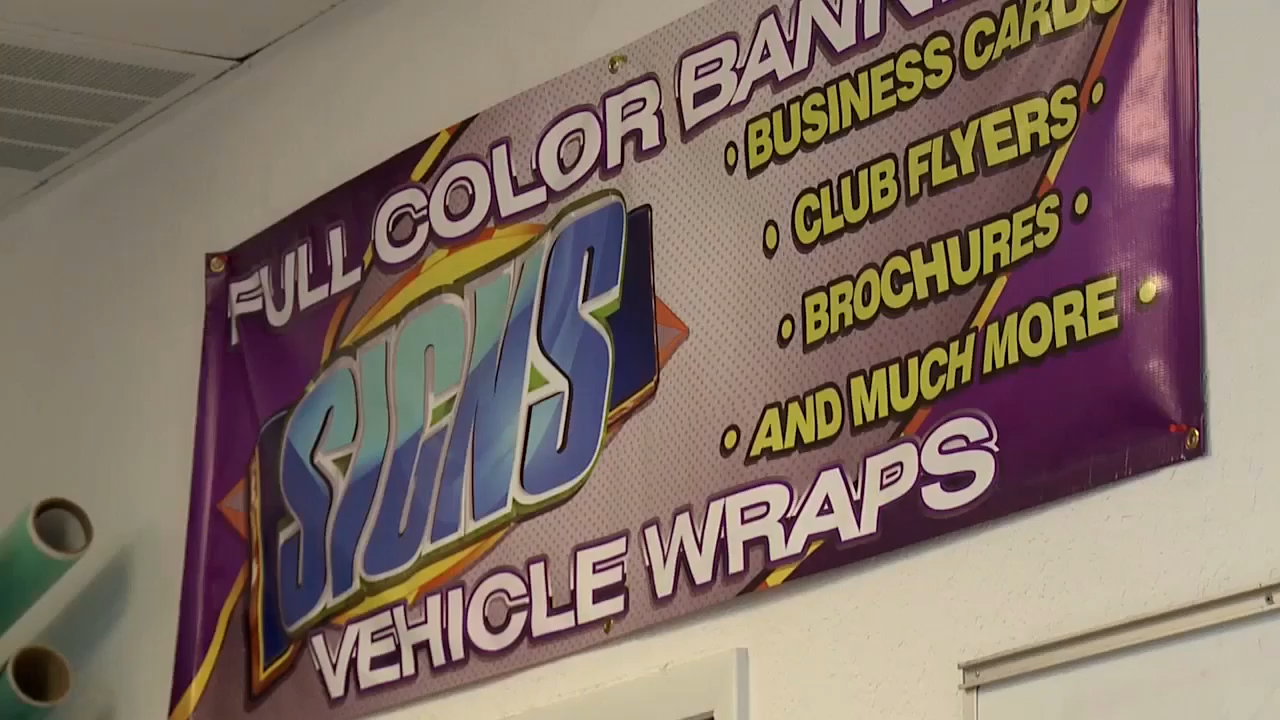 FULL COLOR
SIGNS
• BUSINESS CARDS
• CLUB FLYERS •
• BROCHURES •
• AND MUCH MORE •
VEHICLE WRAPS